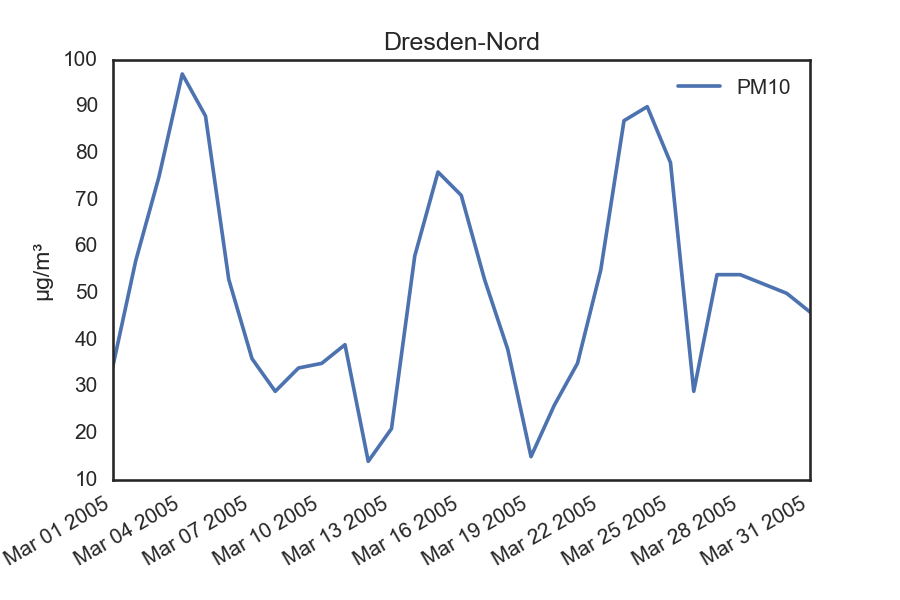 Dresden-Nord
PM10
µg/m³
100
90
80
70
60
50
40
30
20
10
Mar 01 2005
Mar 04 2005
Mar 07 2005
Mar 10 2005
Mar 13 2005
Mar 16 2005
Mar 19 2005
Mar 22 2005
Mar 25 2005
Mar 28 2005
Mar 31 2005